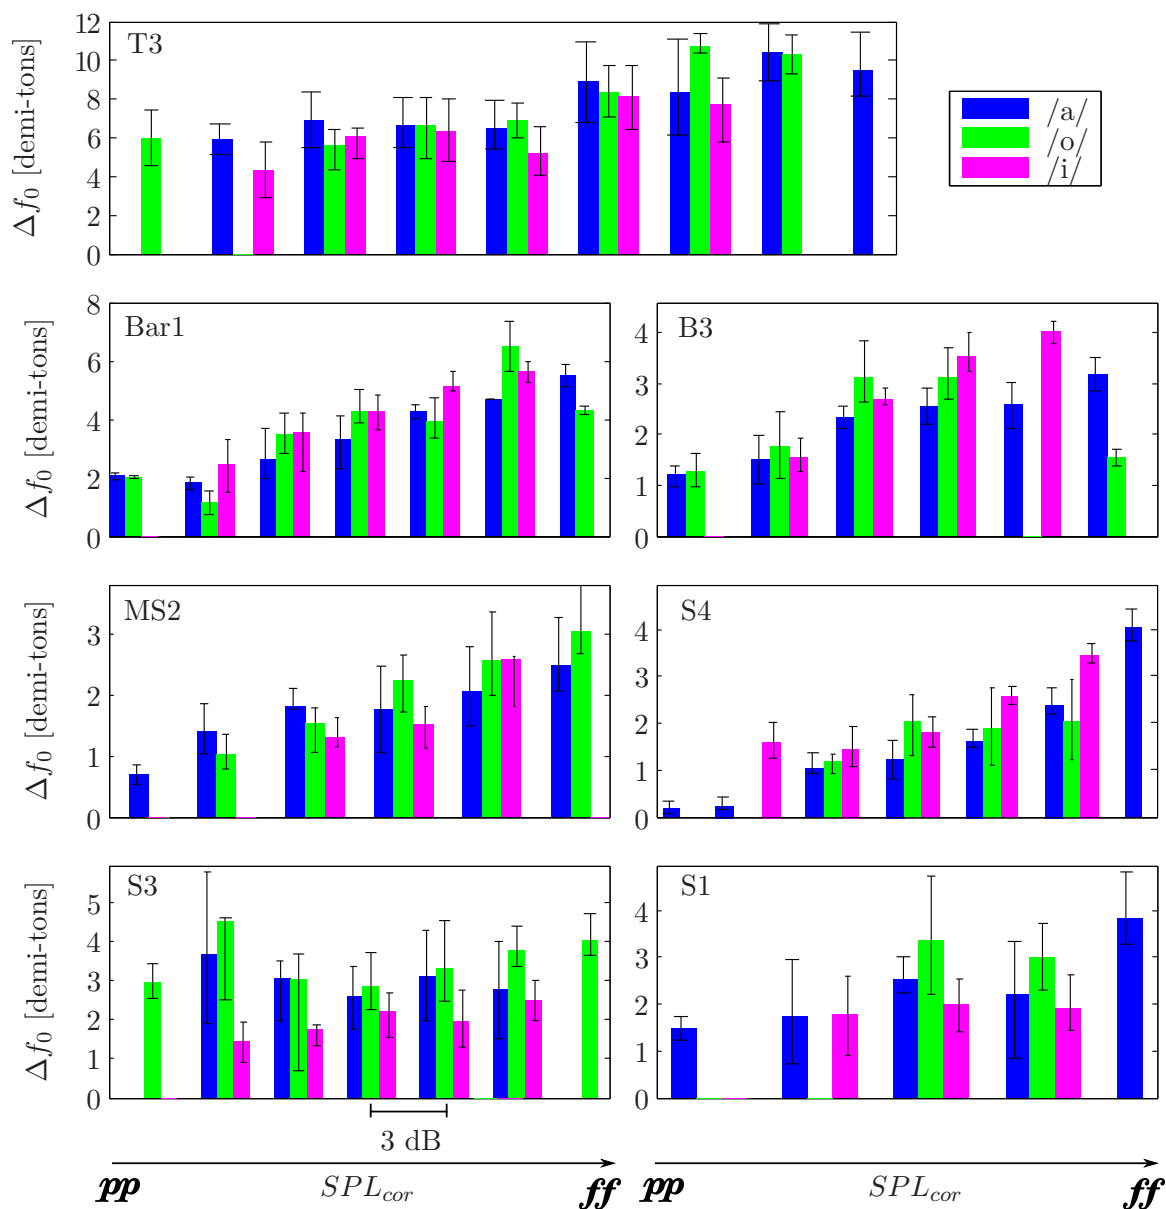 T3
Δf₀ [demi-tons]
12
10
8
6
4
2
0
/a/
/o/
/i/
Bar1
Δf₀ [demi-tons]
8
6
4
2
0
B3
4
3
2
1
0
MS2
Δf₀ [demi-tons]
3
2
1
0
S4
4
3
2
1
0
S3
Δf₀ [demi-tons]
5
4
3
2
1
0
3 dB
S1
4
3
2
1
0
pp SPL_cor ff
pp SPL_cor ff